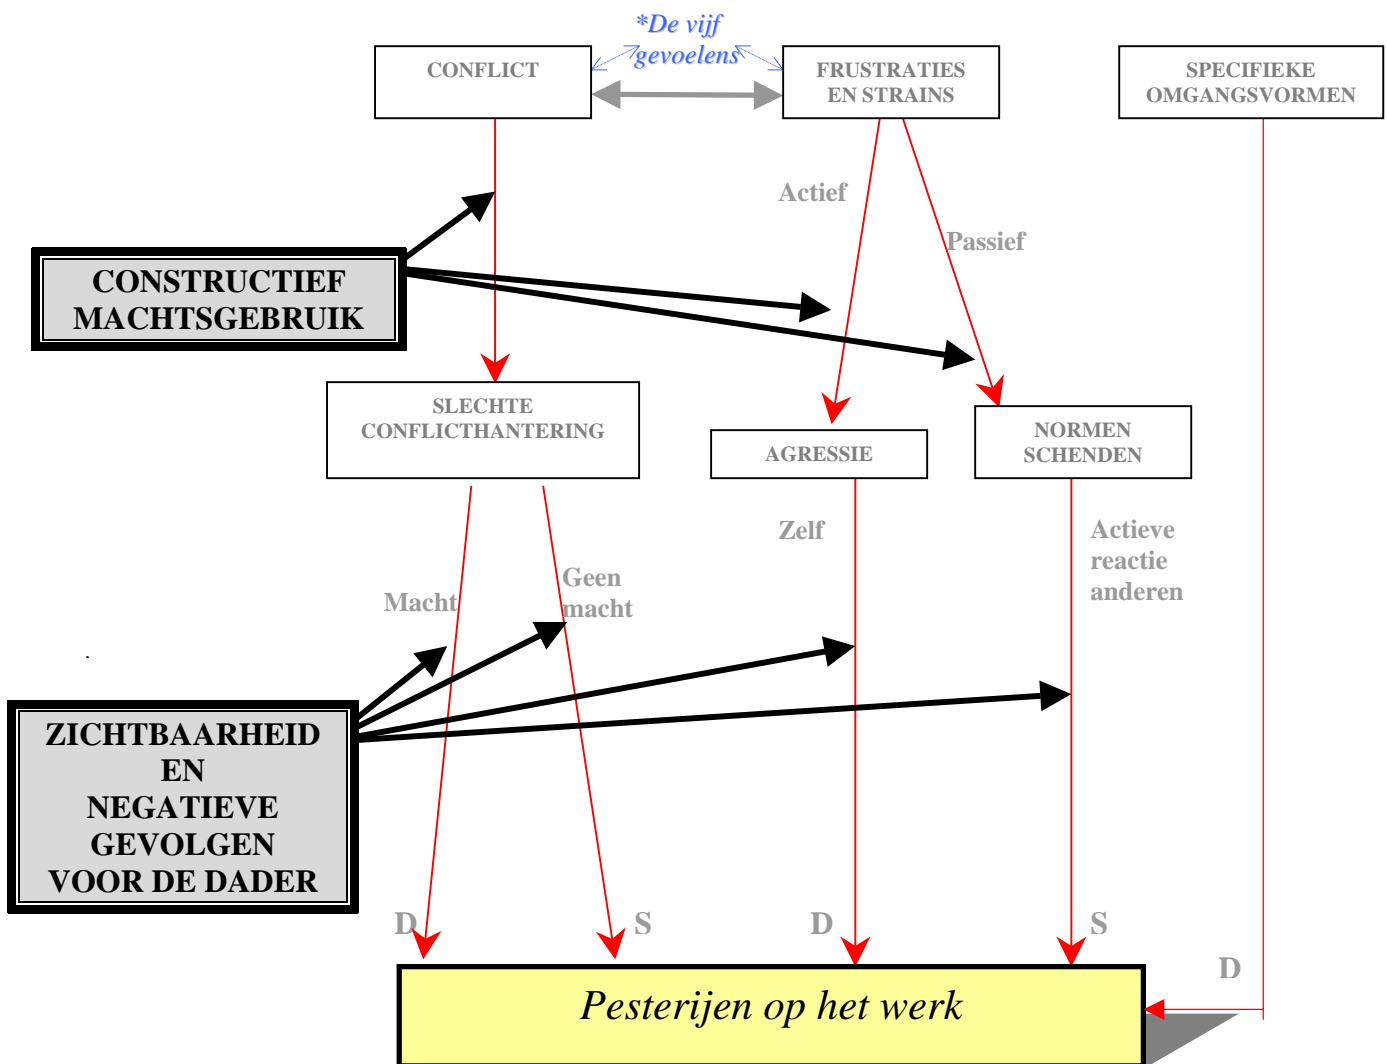 *De vijf
gevoelens
CONFLICT
FRUSTRATIES
EN STRAINS
SPECIFIEKE
OMGANGSVORMEN
Actief
Passief
CONSTRUCTIEF
MACHTSGEBRUIK
SLECHTE
CONFLICTHANTERING
AGRESSIE
NORMEN
SCHENDEN
Zelf
Actieve
reactie
anderen
Macht
Geen
macht
.
ZICHTBAARHEID
EN
NEGATIEVE
GEVOLGEN
VOOR DE DADER
D
S
D
S
D
Pesterijen op het werk